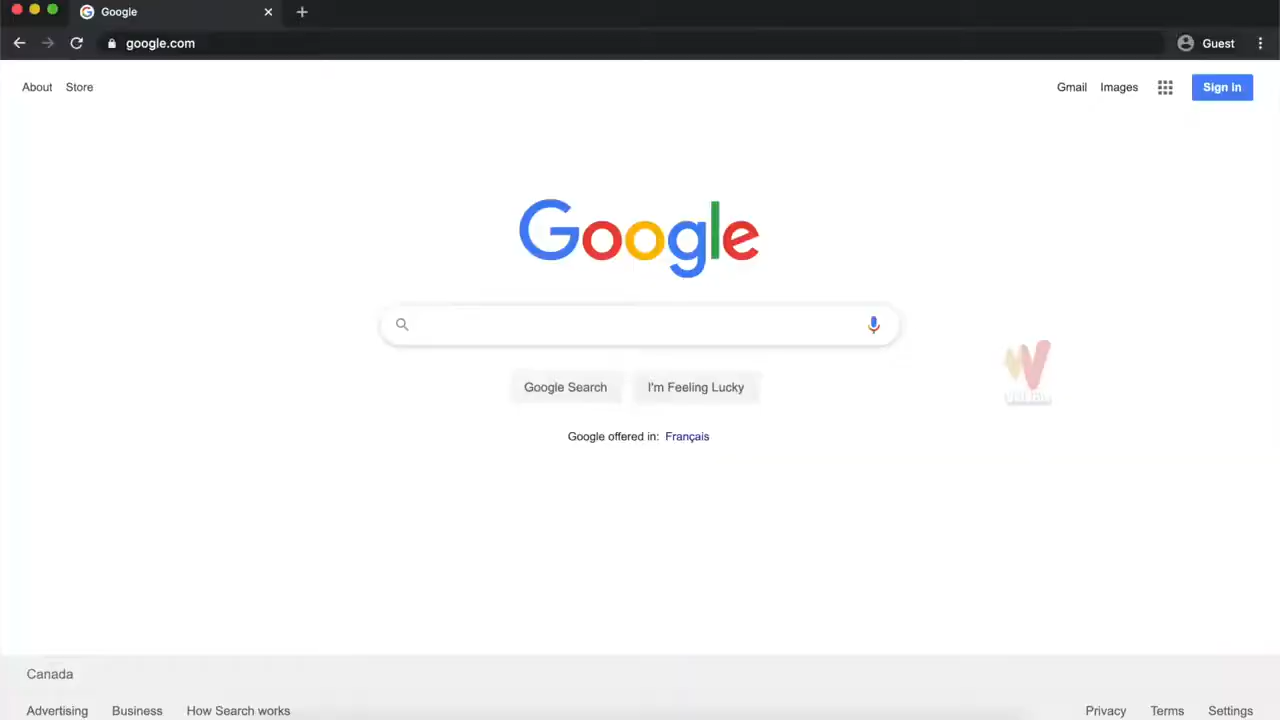 Google
google.com
Guest
About Store
Gmail Images
Sign in
Google
Google Search
I'm Feeling Lucky
Google offered in: Français
Canada
Advertising Business How Search works
Privacy Terms Settings